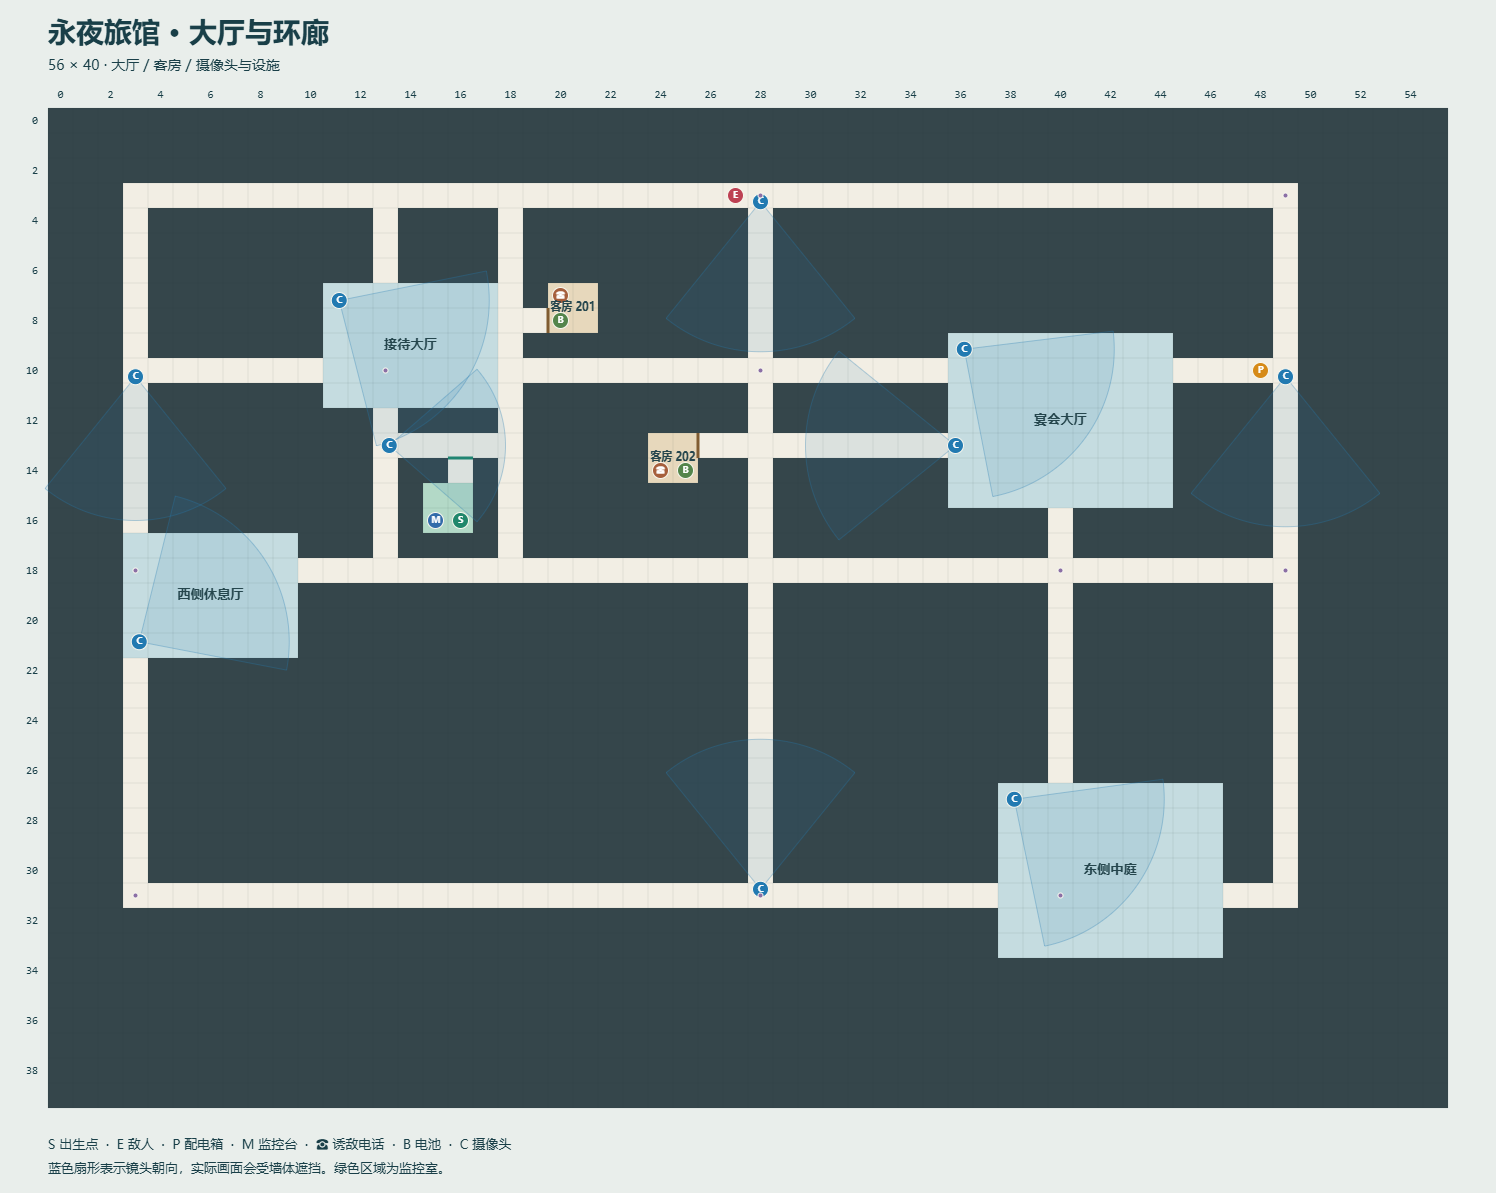 永夜旅馆 • 大厅与环廊
56 × 40 · 大厅 / 客房 / 摄像头与设施
0 2 4 6 8 10 12 14 16 18 20 22 24 26 28 30 32 34 36 38 40 42 44 46 48 50 52 54
0
2
E
C
4
6
C
☎
客房 201
8
B
接待大厅
C
10
C
P
C
12
宴会大厅
C
C
客房 202
14
☎ B
16
M S
18
西侧休息厅
20
C
22
24
26
C
28
东侧中庭
30
C
32
34
36
38
S 出生点 · E 敌人 · P 配电箱 · M 监控台 · ☎ 诱敌电话 · B 电池 · C 摄像头
蓝色扇形表示镜头朝向，实际画面会受墙体遮挡。绿色区域为监控室。